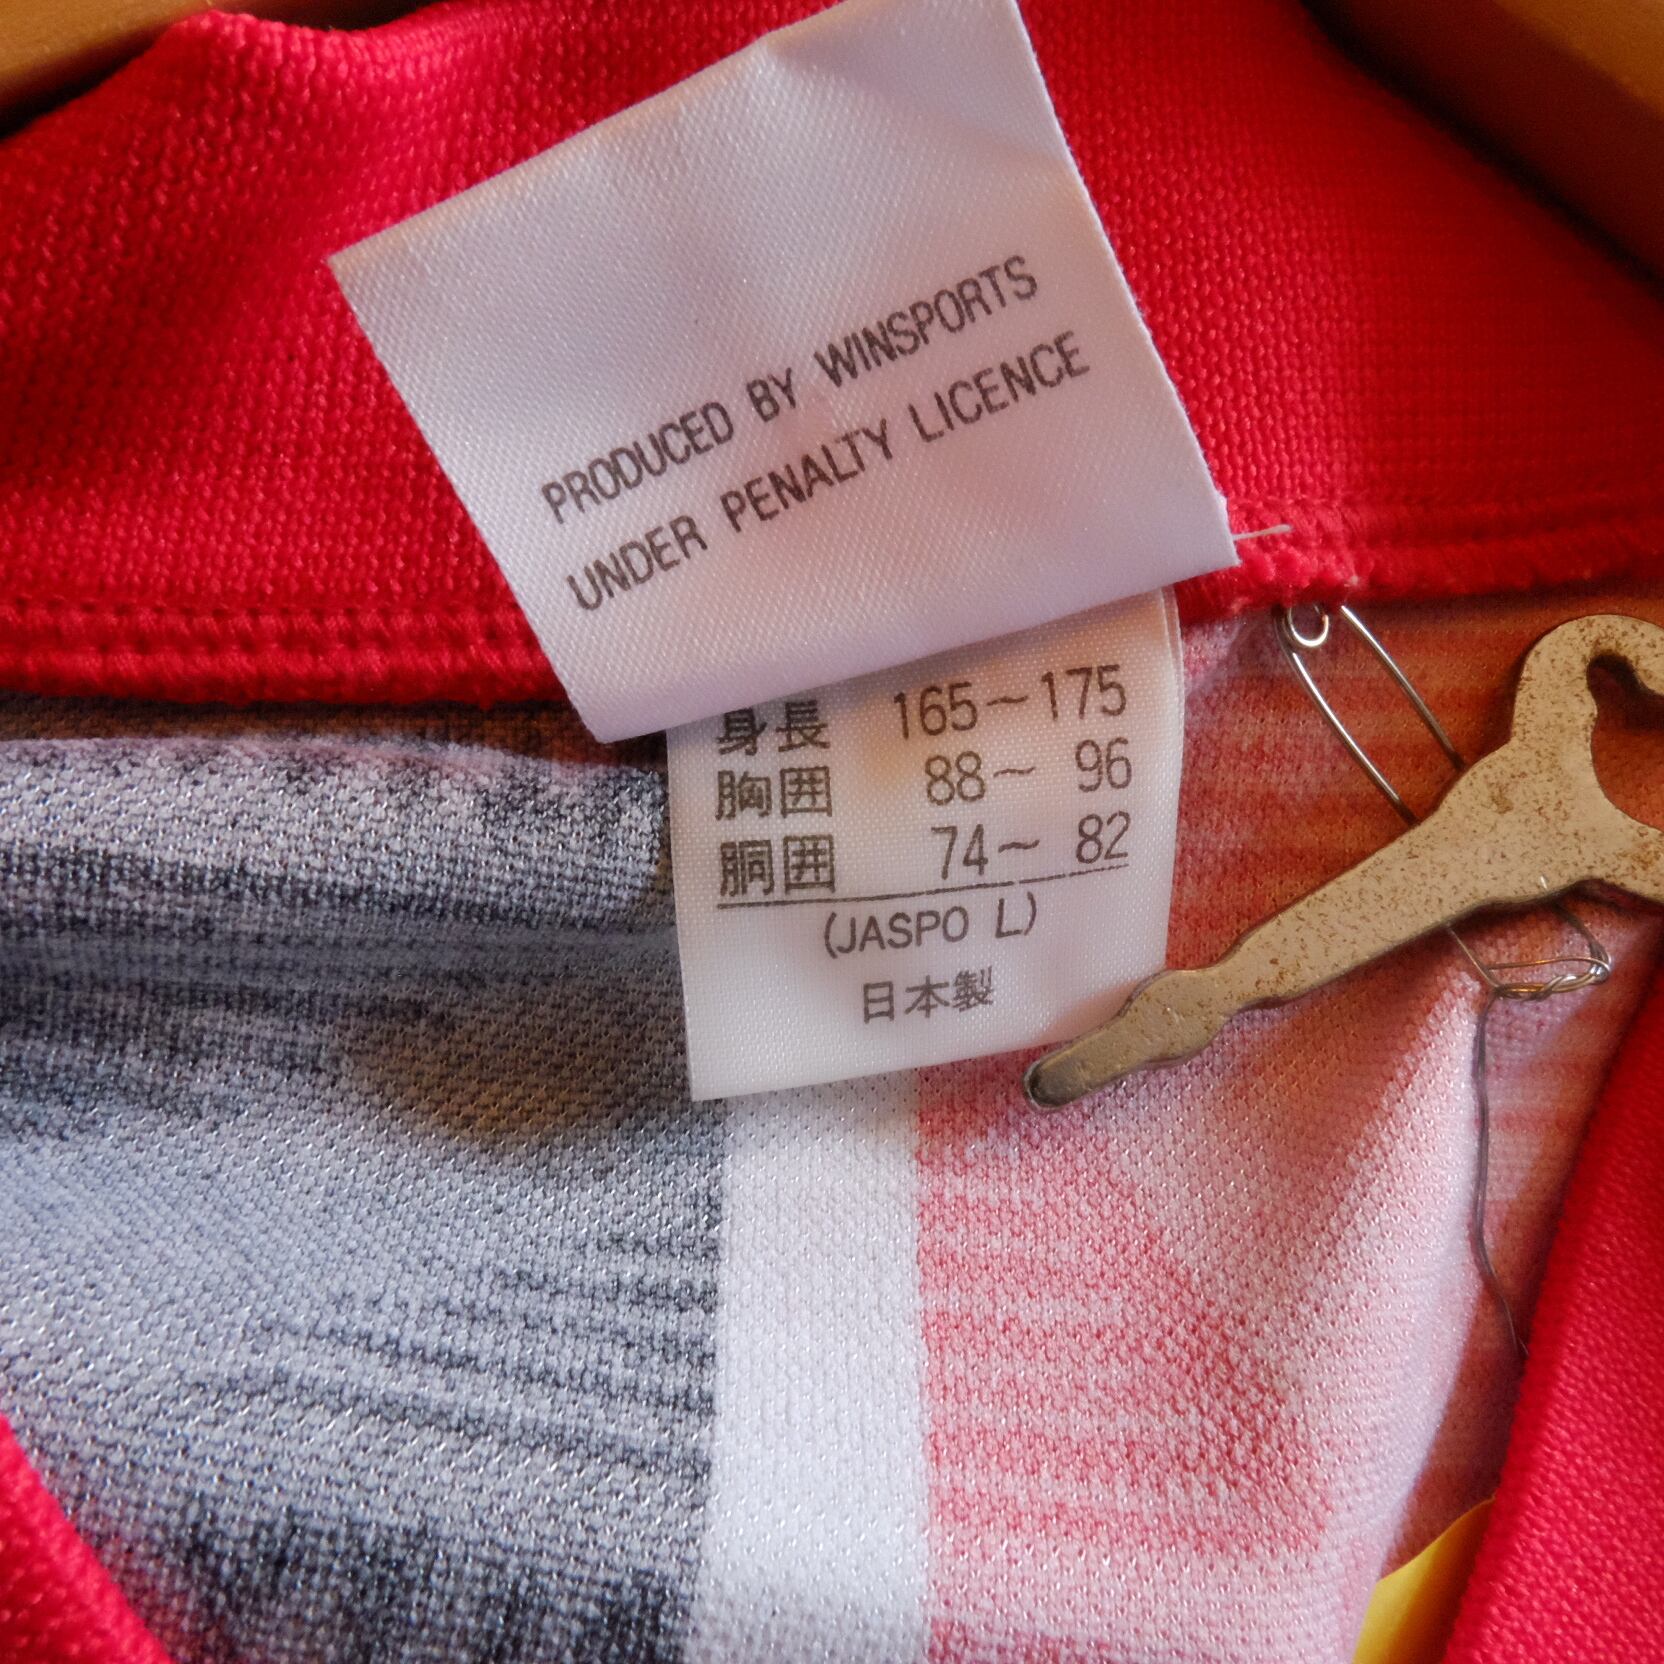 PRODUCED BY WINSPORTS
UNDER PENALTY LICENCE
身長 165~175
胸囲 88~ 96
胴囲 74~ 82
(JASPO L)
日本製